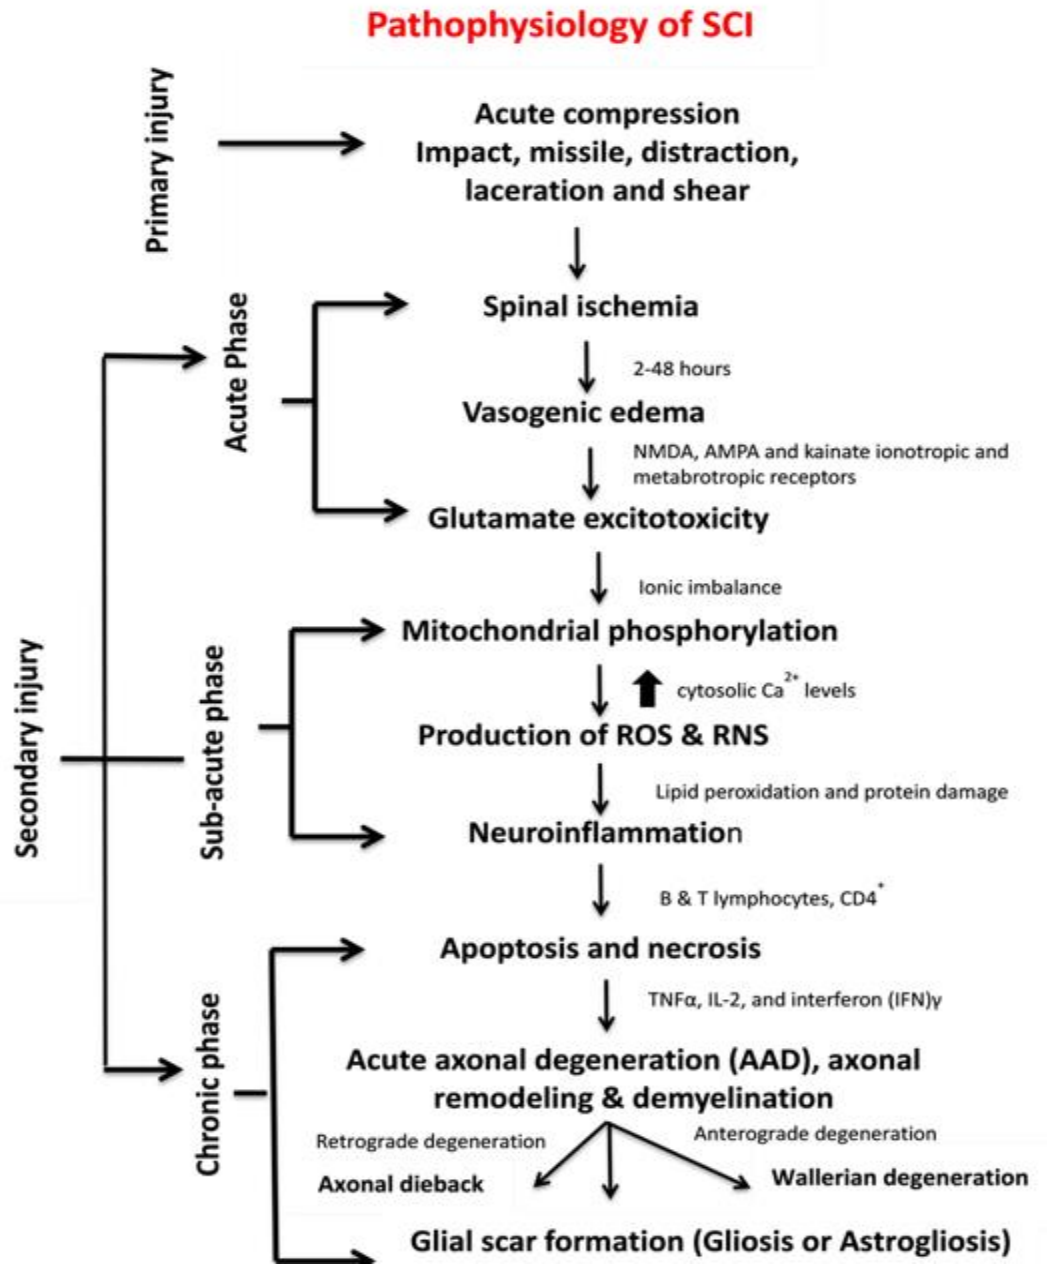 Pathophysiology of SCI
Primary injury
Acute compression
Impact, missile, distraction,
laceration and shear
Secondary injury
Acute Phase
Spinal ischemia
2-48 hours
Vasogenic edema
NMDA, AMPA and kainate ionotropic and
metabrotropic receptors
Glutamate excitotoxicity
Ionic imbalance
Sub-acute phase
Mitochondrial phosphorylation
cytosolic Ca2+ levels
Production of ROS & RNS
Lipid peroxidation and protein damage
Neuroinflammation
B & T lymphocytes, CD4+
Chronic phase
Apoptosis and necrosis
TNFα, IL-2, and interferon (IFN)γ
Acute axonal degeneration (AAD), axonal
remodeling & demyelination
Retrograde degeneration
Anterograde degeneration
Axonal dieback
Wallerian degeneration
Glial scar formation (Gliosis or Astrogliosis)